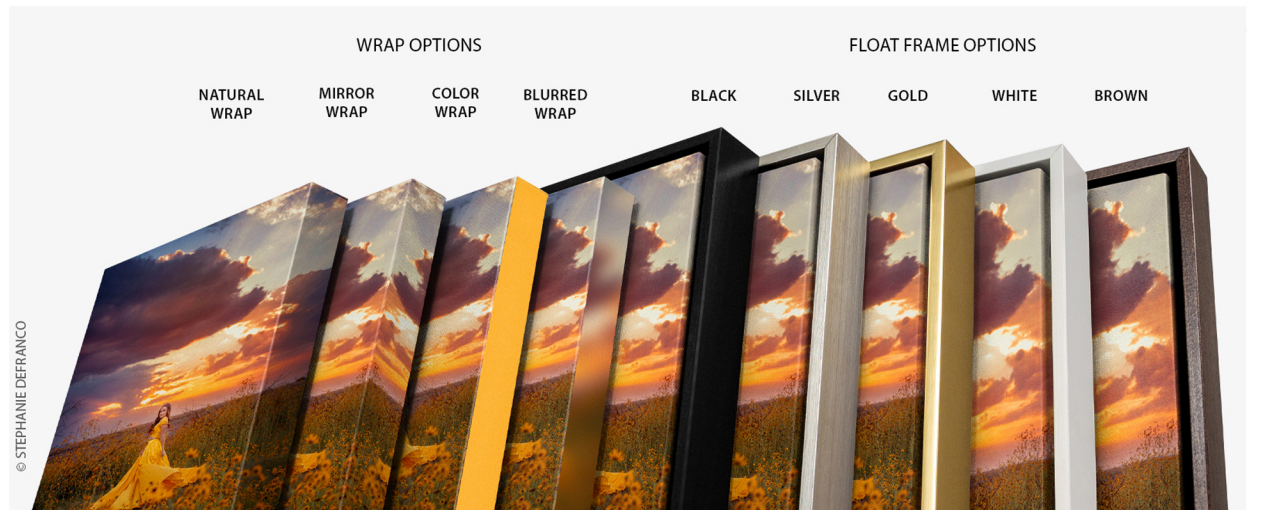 WRAP OPTIONS
FLOAT FRAME OPTIONS
NATURAL
WRAP
MIRROR
WRAP
COLOR
WRAP
BLURRED
WRAP
BLACK
SILVER
GOLD
WHITE
BROWN
© STEPHANIE DEFRANCO